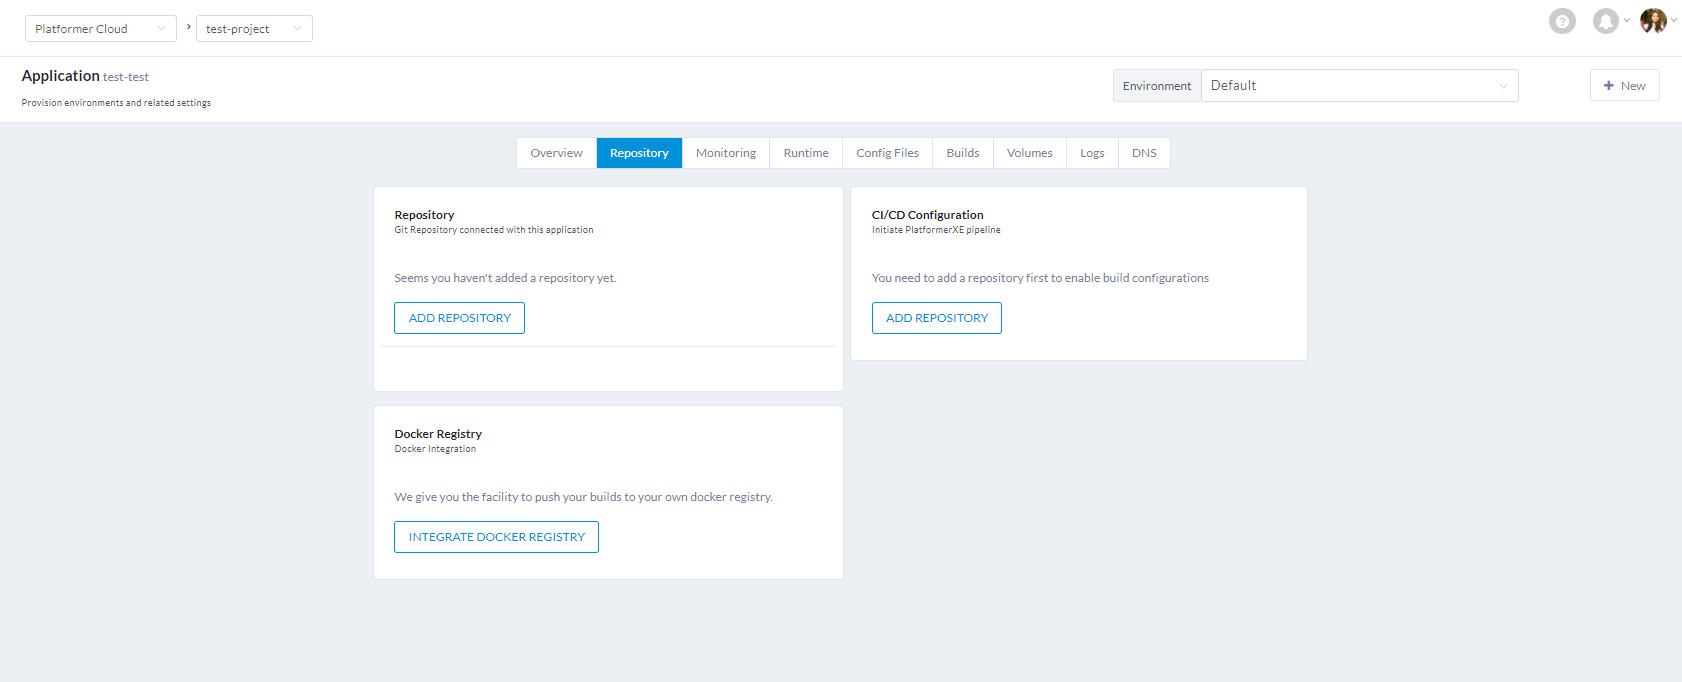 Platformer Cloud
test-project
Application test-test
Provision environments and related settings
Environment
Default
New
Overview
Repository
Monitoring
Runtime
Config Files
Builds
Volumes
Logs
DNS
Repository
Git Repository connected with this application
Seems you haven't added a repository yet.
ADD REPOSITORY
CI/CD Configuration
Initiate PlatformerXE pipeline
You need to add a repository first to enable build configurations
ADD REPOSITORY
Docker Registry
Docker Integration
We give you the facility to push your builds to your own docker registry.
INTEGRATE DOCKER REGISTRY